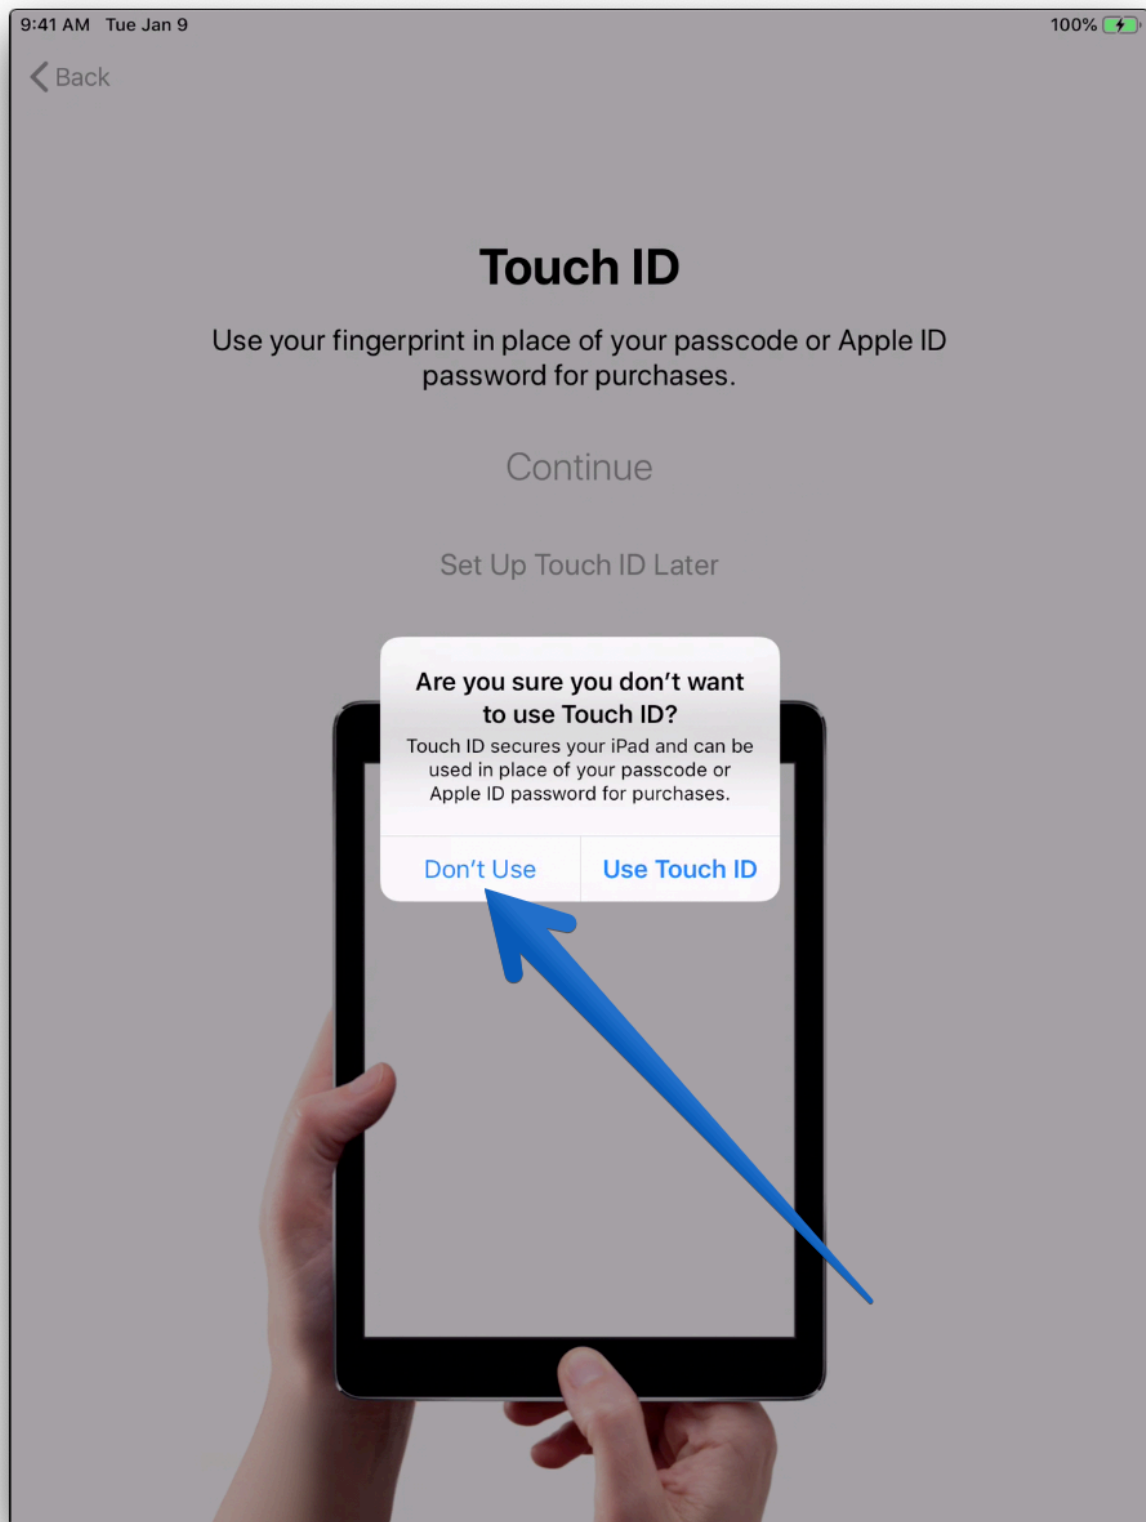 9:41 AM Tue Jan 9
100%
Back
Touch ID
Use your fingerprint in place of your passcode or Apple ID
password for purchases.
Continue
Set Up Touch ID Later
Are you sure you don’t want
to use Touch ID?
Touch ID secures your iPad and can be
used in place of your passcode or
Apple ID password for purchases.
Don’t Use
Use Touch ID